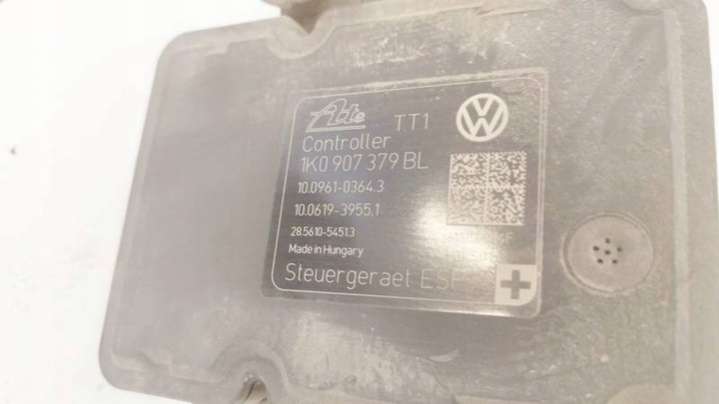 Ate TT1
Controller
1K0 907 379 BL
10.0961-0364.3
10.0619-3955.1
28.5610-5451.3
Made in Hungary
Steuergeraet